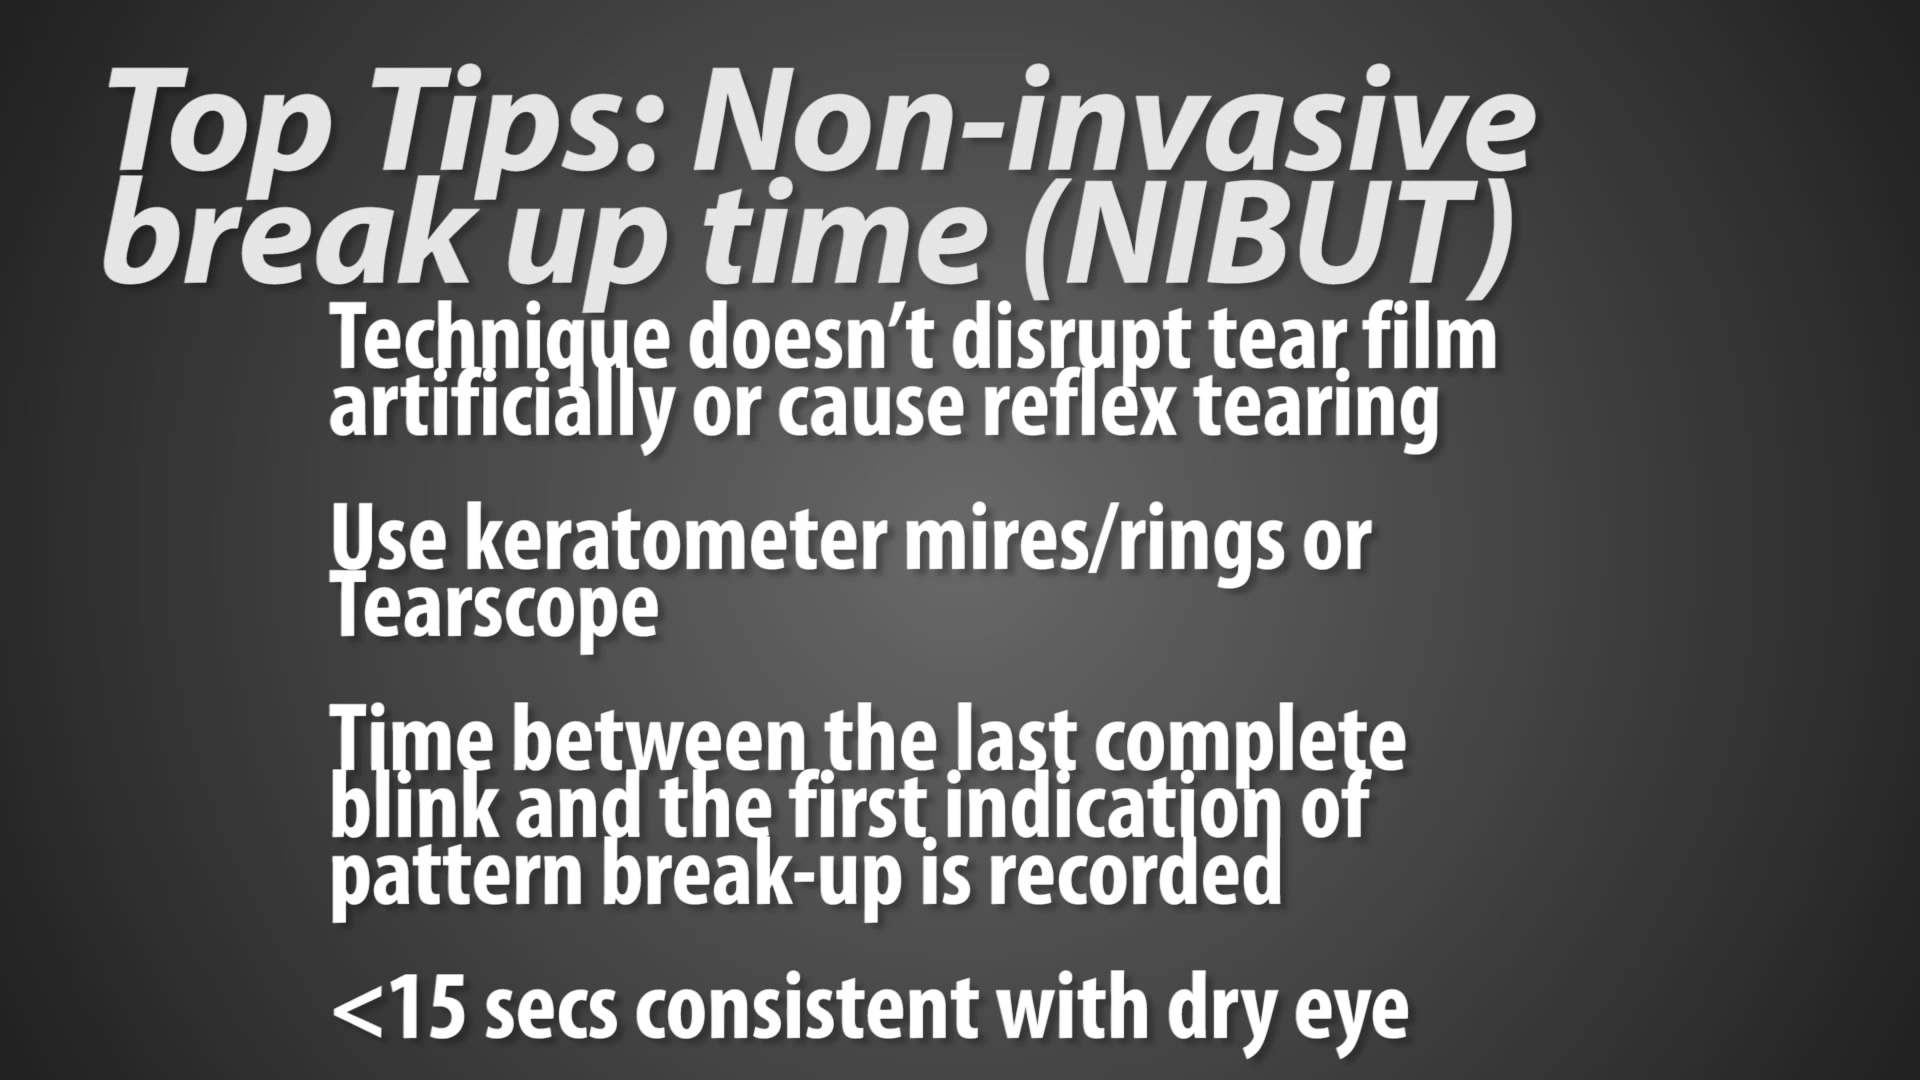 Top Tips: Non-invasive
break up time (NIBUT)
Technique doesn’t disrupt tear film
artificially or cause reflex tearing
Use keratometer mires/rings or
Tearscope
Time between the last complete
blink and the first indication of
pattern break-up is recorded
<15 secs consistent with dry eye